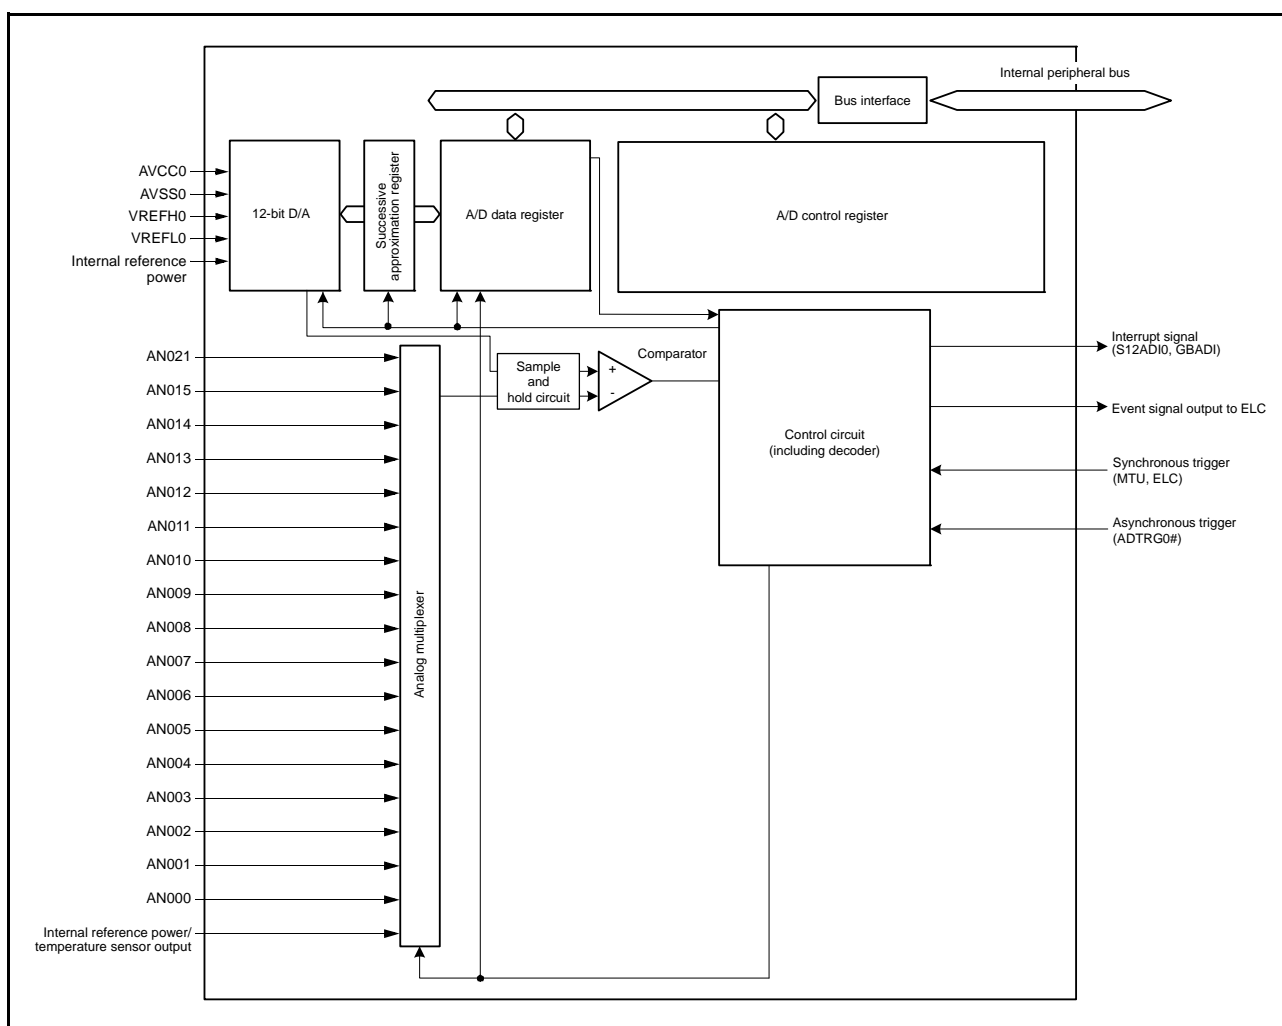 Internal peripheral bus
Bus interface
AVCC0
AVSS0
VREFH0
VREFL0
Internal reference
power
12-bit D/A
Successive
approximation register
A/D data register
A/D control register
AN021
AN015
AN014
AN013
AN012
AN011
AN010
AN009
AN008
AN007
AN006
AN005
AN004
AN003
AN002
AN001
AN000
Internal reference power/
temperature sensor output
Analog multiplexer
Sample
and
hold circuit
+
-
Comparator
Control circuit
(including decoder)
Interrupt signal
(S12ADI0, GBADI)
Event signal output to ELC
Synchronous trigger
(MTU, ELC)
Asynchronous trigger
(ADTRG0#)